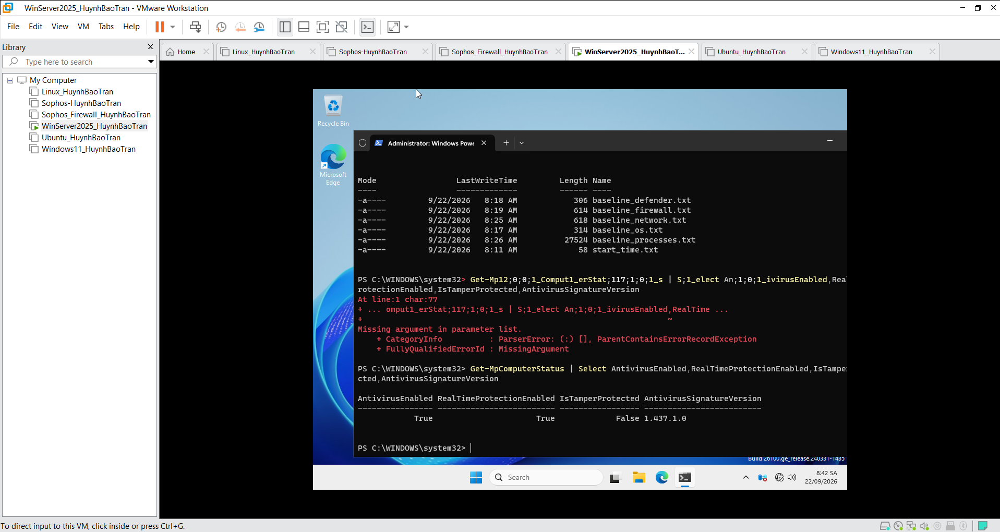 WinServer2025_HuynhBaoTran - VMware Workstation
File Edit View VM Tabs Help
Library
Type here to search
My Computer
Linux_HuynhBaoTran
Sophos-HuynhBaoTran
Sophos_Firewall_HuynhBaoTran
WinServer2025_HuynhBaoTran
Ubuntu_HuynhBaoTran
Windows11_HuynhBaoTran
Home Linux_HuynhBaoTran Sophos-HuynhBaoTran Sophos_Firewall_HuynhBaoTran WinServer2025_HuynhBaoT... Ubuntu_HuynhBaoTran Windows11_HuynhBaoTran
Recycle Bin
Microsoft
Edge
Administrator: Windows Powe
Mode LastWriteTime Length Name
---- ------------- ------ ----
-a---- 9/22/2026 8:18 AM 306 baseline_defender.txt
-a---- 9/22/2026 8:19 AM 614 baseline_firewall.txt
-a---- 9/22/2026 8:25 AM 618 baseline_network.txt
-a---- 9/22/2026 8:17 AM 314 baseline_os.txt
-a---- 9/22/2026 8:26 AM 27524 baseline_processes.txt
-a---- 9/22/2026 8:11 AM 58 start_time.txt
PS C:\WINDOWS\system32> Get-Mp12;0;0;1_Comput1_erStat;117;1;0;1_s | S;1_elect An;1;0;1_ivirusEnabled,Rea
rotectionEnabled,IsTamperProtected,AntivirusSignatureVersion
At line:1 char:77
+ ... omput1_erStat;117;1;0;1_s | S;1_elect An;1;0;1_ivirusEnabled,RealTime ...
+ ~
Missing argument in parameter list.
+ CategoryInfo : ParserError: (:) [], ParentContainsErrorRecordException
+ FullyQualifiedErrorId : MissingArgument
PS C:\WINDOWS\system32> Get-MpComputerStatus | Select AntivirusEnabled,RealTimeProtectionEnabled,IsTampe
cted,AntivirusSignatureVersion
AntivirusEnabled RealTimeProtectionEnabled IsTamperProtected AntivirusSignatureVersion
---------------- ------------------------- ----------------- -------------------------
True True False 1.437.1.0
PS C:\WINDOWS\system32>
Build 26100.ge_release.240331-1435
Search
8:42 SA
22/09/2026
To direct input to this VM, click inside or press Ctrl+G.